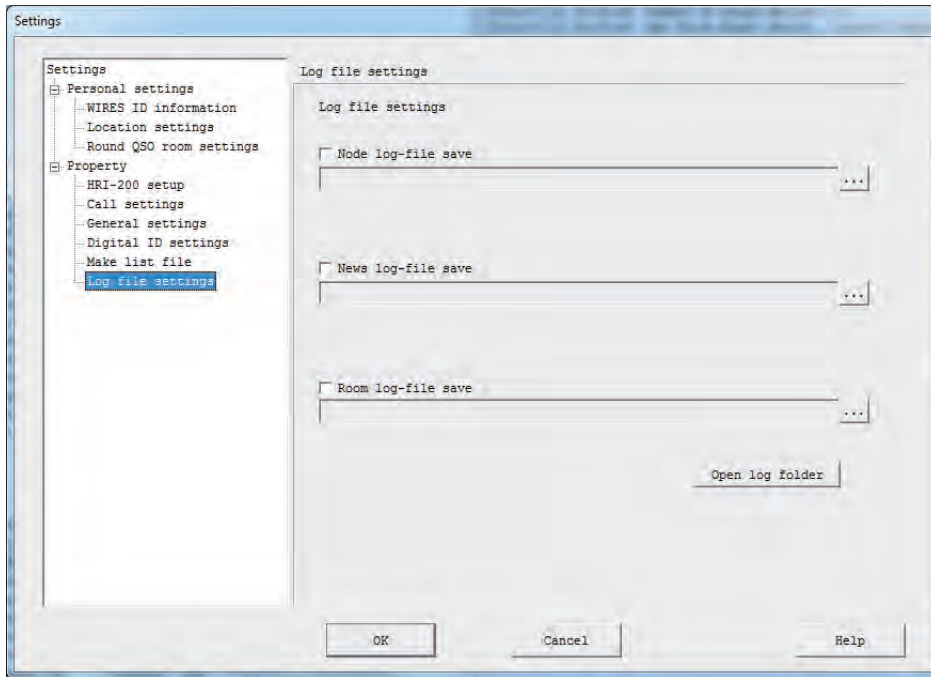 Settings
Settings
Personal settings
WIRES ID information
Location settings
Round QSO room settings
Property
HRI-200 setup
Call settings
General settings
Digital ID settings
Make list file
Log file settings
Log file settings
Log file settings
Node log-file save
...
News log-file save
...
Room log-file save
...
Open log folder
OK
Cancel
Help